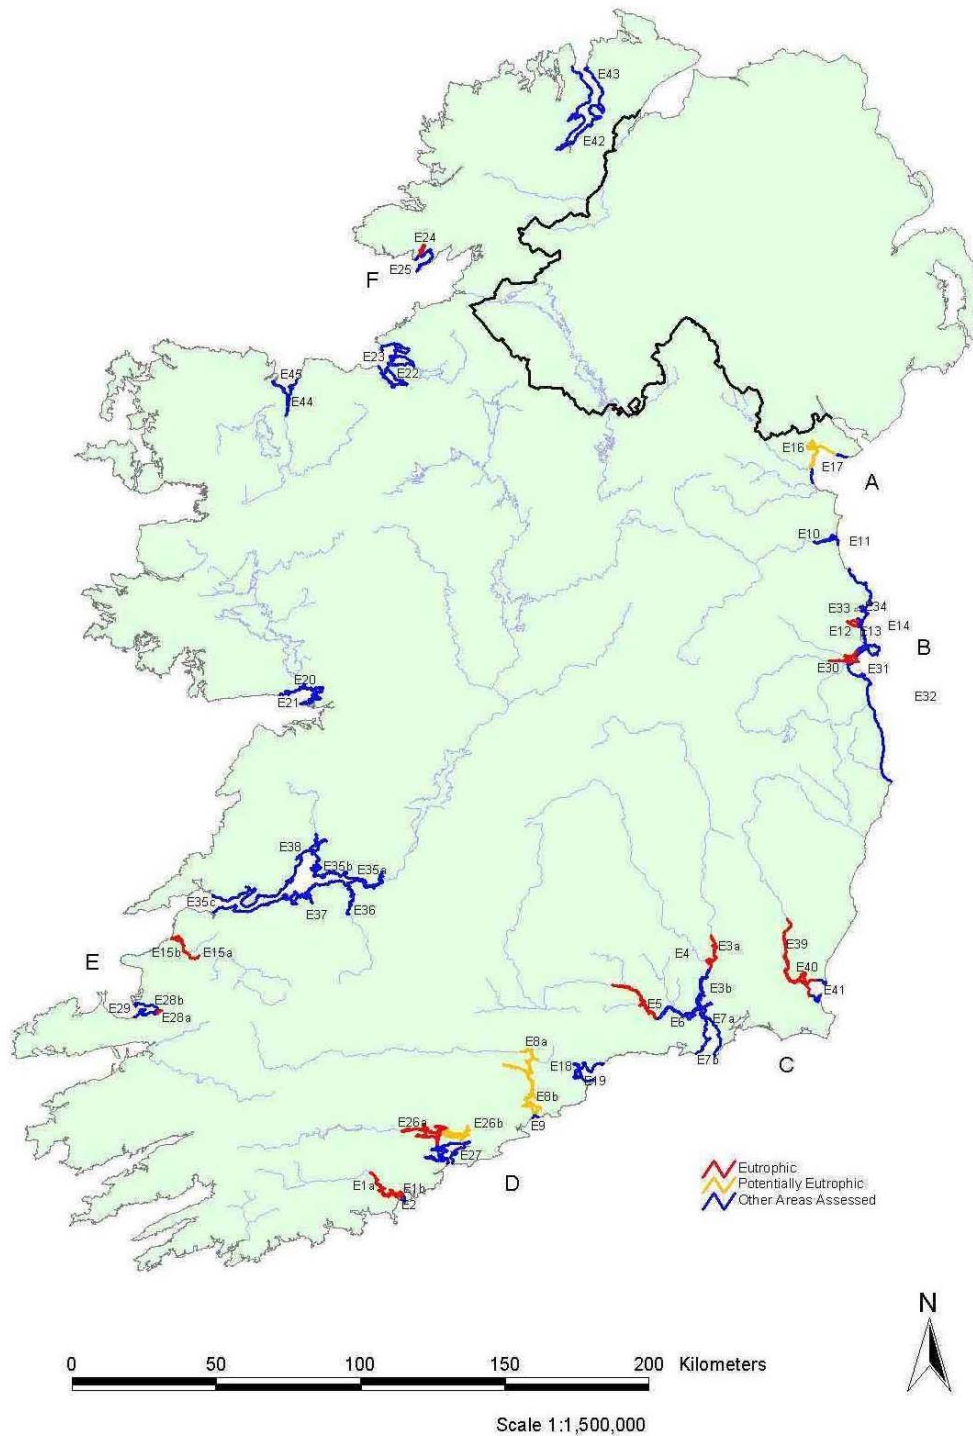 E43
E42
E24
E25
F
E23
E22
E45
E44
E16
E17
A
E10
E11
E33
E34
E12
E13
E14
B
E30
E31
E32
E20
E21
E38
E35b
E35a
E35c
E37
E36
E
E15b
E15a
E29
E28b
E28a
E4
E3a
E39
E40
E41
E3b
E5
E6
E7a
E7b
C
E8a
E18
E19
E8b
E9
E26a
E26b
E27
D
E1a
E1b
E2
Eutrophic
Potentially Eutrophic
Other Areas Assessed
N
0 50 100 150 200 Kilometers
Scale 1:1,500,000